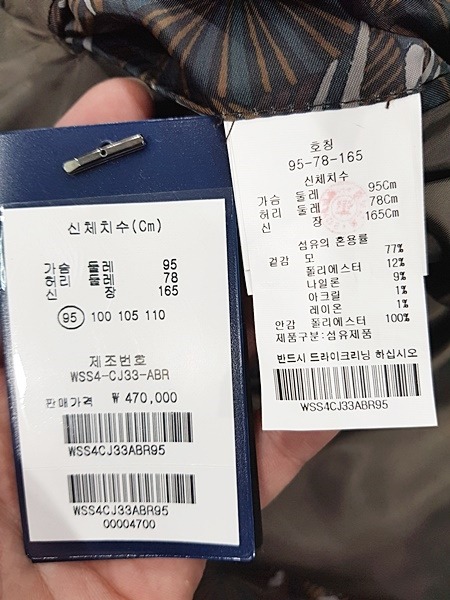 신체치수(Cm)
가슴 둘레 95
허리 둘레 78
신 장 165
95 100 105 110
제조번호
WSS4-CJ33-ABR
판매가격 ₩ 470,000
WSS4CJ33ABR95
WSS4CJ33ABR95
00004700
호칭
95-78-165
신체치수
가슴 둘레 95Cm
허리 둘레 78Cm
신 장 165Cm
섬유의 혼용률
겉감 모 77%
폴리에스터 12%
나일론 9%
아크릴 1%
레이온 1%
안감 폴리에스터 100%
제품구분:섬유제품
반드시 드라이크리닝 하십시오
WSS4CJ33ABR95